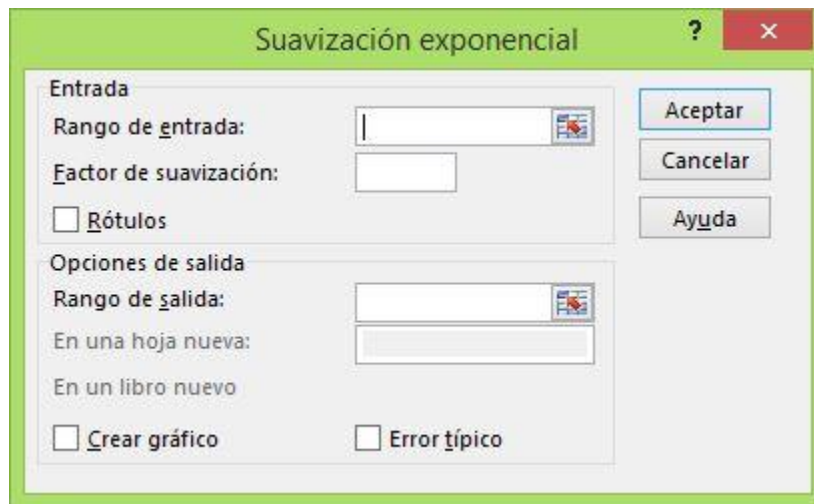 Suavización exponencial
?
×
Entrada
Rango de entrada:
Factor de suavización:
Rótulos
Aceptar
Cancelar
Ayuda
Opciones de salida
Rango de salida:
En una hoja nueva:
En un libro nuevo
Crear gráfico
Error típico